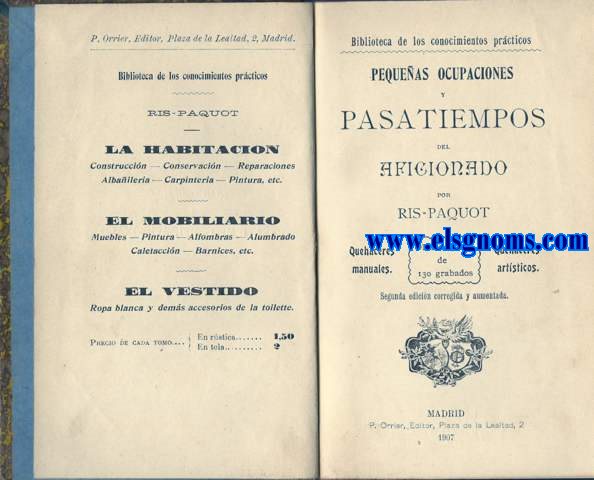 P. Orrier, Editor, Plaza de la Lealtad, 2, Madrid.
Biblioteca de los conocimientos prácticos
RIS-PAQUOT
LA HABITACION
Construcción — Conservación — Reparaciones
Albañilería — Carpintería — Pintura, etc.
EL MOBILIARIO
Muebles — Pintura — Alfombras — Alumbrado
Calefacción — Barnices, etc.
EL VESTIDO
Ropa blanca y demás accesorios de la toilette.
PRECIO DE CADA TOMO.... { En rústica....... 1,50
En tela.......... 2
Biblioteca de los conocimientos prácticos
PEQUEÑAS OCUPACIONES
Y
PASATIEMPOS
DEL
AFICIONADO
POR
RIS-PAQUOT
www.elsgnoms.com
Quehaceres
manuales.
de
130 grabados
Quehaceres
artísticos.
Segunda edición corregida y aumentada.
MADRID
P. Orrier, Editor, Plaza de la Lealtad, 2
1907